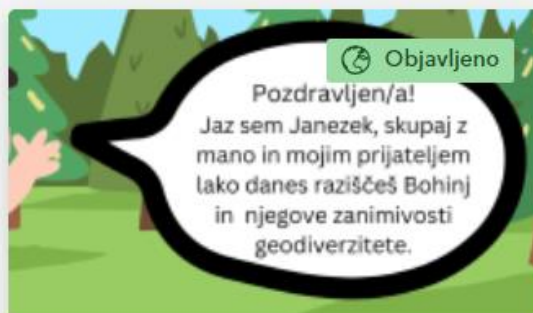 Objavljeno
Pozdravljen/a!
Jaz sem Janezek, skupaj z
mano in mojim prijateljem
lako danes raziščeš Bohinj
in njegove zanimivosti
geodiverzitete.